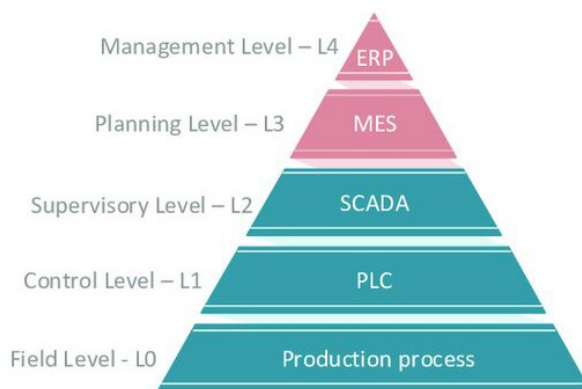 Management Level – L4
ERP
Planning Level – L3
MES
Supervisory Level – L2
SCADA
Control Level – L1
PLC
Field Level - L0
Production process